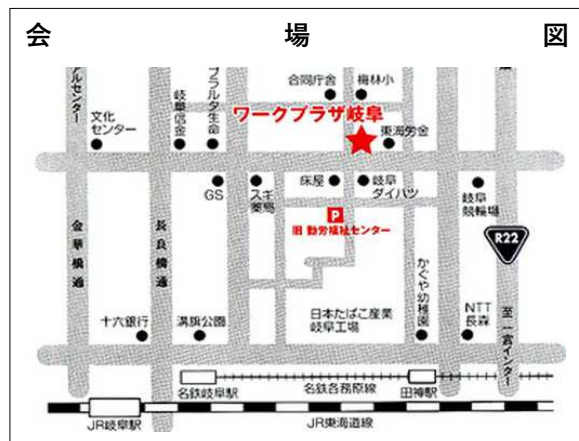 会場図
アルセンター
岐阜信金
プラルタ生命
合同庁舎
梅林小
文化
センター
ワークプラザ岐阜
東海労金
GS
スギ
薬局
床屋
岐阜
ダイハツ
岐阜
競輪場
P
旧 勤労福祉センター
金華橋通
長良橋通
R22
かぐや幼稚園
十六銀行
溝旗公園
日本たばこ産業
岐阜工場
NTT
長森
至 一宮インター
名鉄岐阜駅
名鉄各務原線
田神駅
JR岐阜駅
JR東海道線